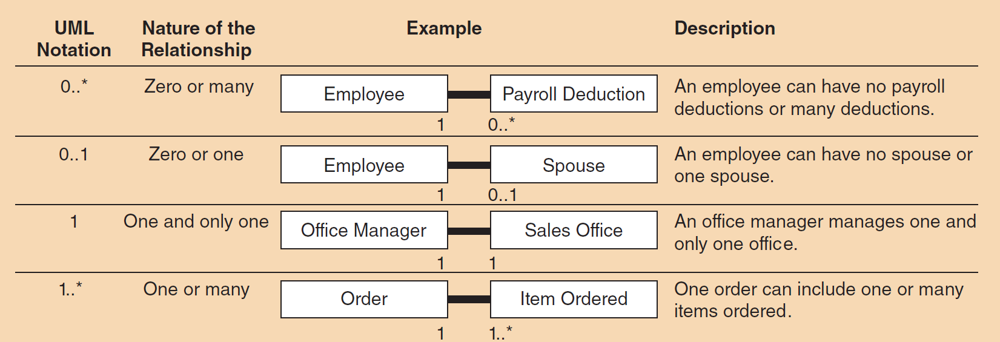 UML Notation Nature of the Relationship Example Description
0..* Zero or many Employee Payroll Deduction An employee can have no payroll
deductions or many deductions.
1 0..*
0..1 Zero or one Employee Spouse An employee can have no spouse or
one spouse.
1 0..1
1 One and only one Office Manager Sales Office An office manager manages one and
only one office.
1 1
1..* One or many Order Item Ordered One order can include one or many
items ordered.
1 1..*